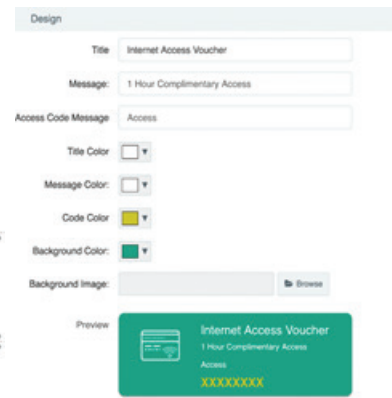 Design
Title Internet Access Voucher
Message: 1 Hour Complimentary Access
Access Code Message Access
Title Color
Message Color:
Code Color
Background Color:
Background Image: Browse
Preview
Internet Access Voucher
1 Hour Complimentary Access
Access
XXXXXXXX